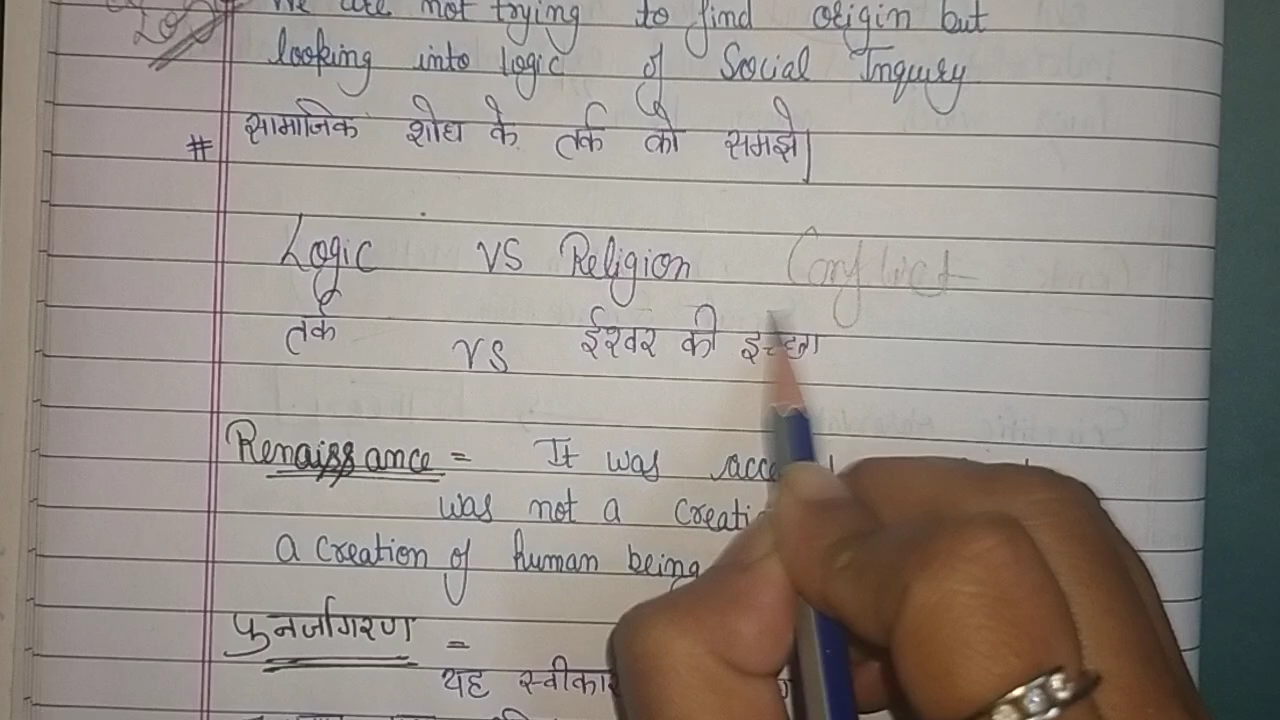 We are not trying to find origin but
looking into logic of Social Inquiry
# सामाजिक शोध के तर्क को समझे।
Logic VS Religion Conflict
तर्क VS ईश्वर की इच्छा
Renaissance = It was
was not a
a creation of human being
पुनर्जागरण =
यह